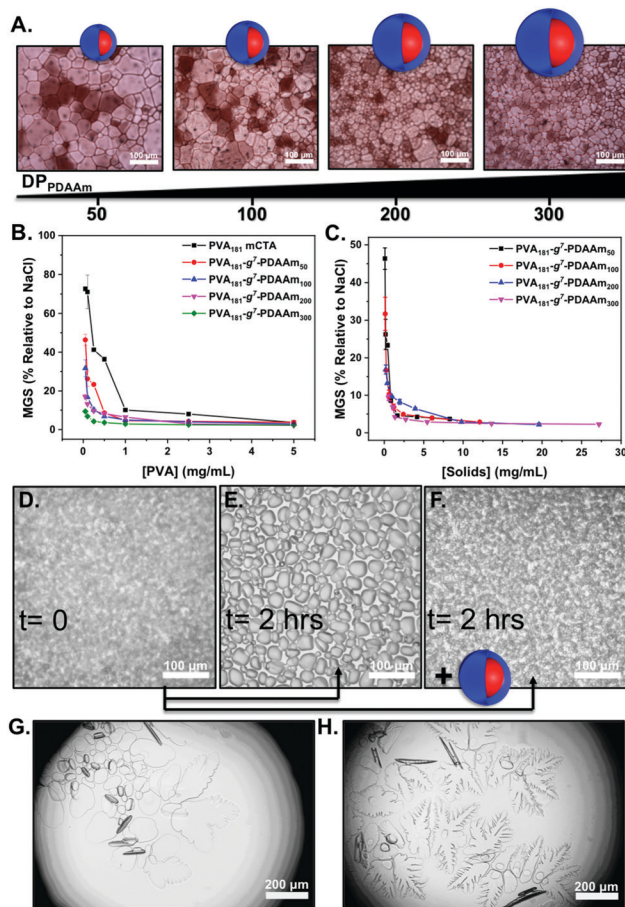 A.
100 µm
100 µm
100 µm
100 µm
DP PDAAm
50 100 200 300
B.
MGS (% Relative to NaCl)
100
80
60
40
20
0
PVA181 mCTA
PVA181-g7-PDAAm50
PVA181-g7-PDAAm100
PVA181-g7-PDAAm200
PVA181-g7-PDAAm300
0 1 2 3 4 5
[PVA] (mg/mL)
C.
MGS (% Relative to NaCl)
50
40
30
20
10
0
PVA181-g7-PDAAm50
PVA181-g7-PDAAm100
PVA181-g7-PDAAm200
PVA181-g7-PDAAm300
0 5 10 15 20 25 30
[Solids] (mg/mL)
D.
t= 0
100 µm
E.
t= 2 hrs
100 µm
F.
t= 2 hrs
100 µm
+
G.
200 µm
H.
200 µm